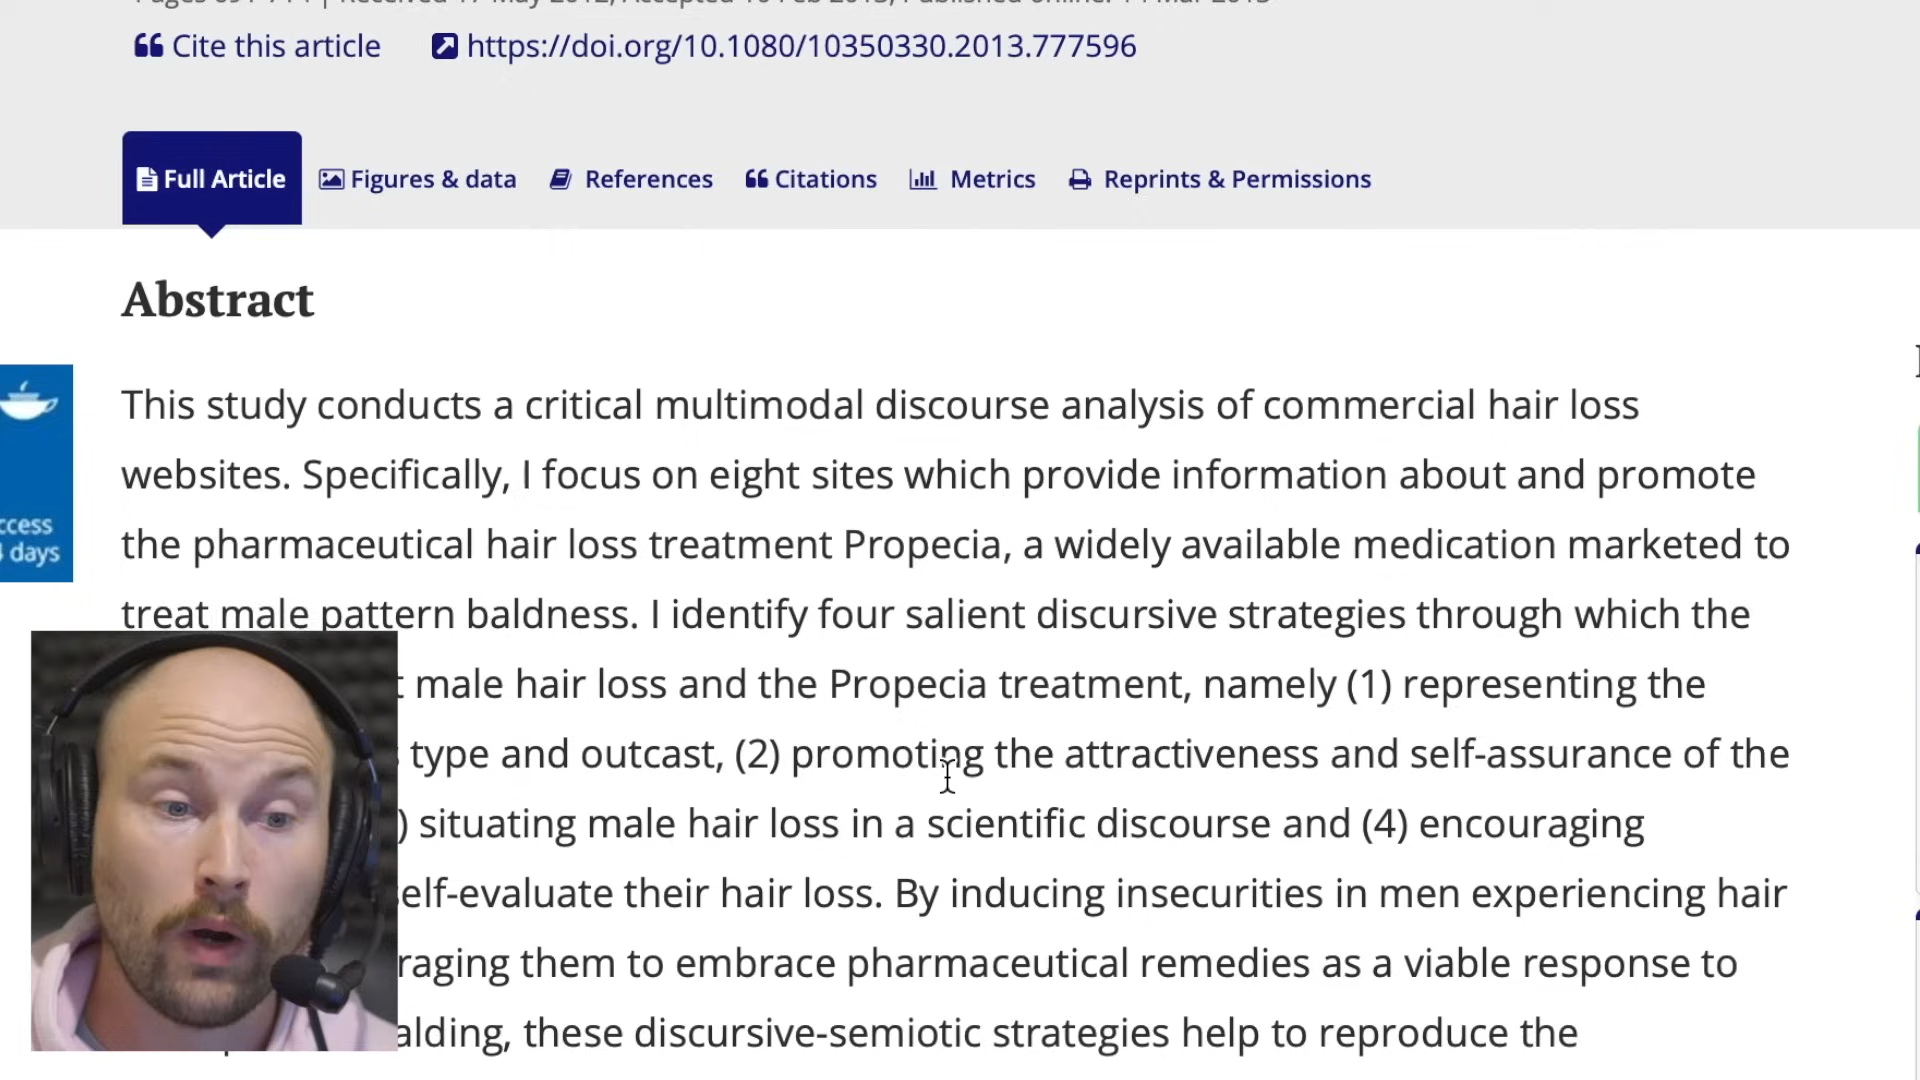 Cite this article https://doi.org/10.1080/10350330.2013.777596
Full Article Figures & data References Citations Metrics Reprints & Permissions
Abstract
This study conducts a critical multimodal discourse analysis of commercial hair loss
websites. Specifically, I focus on eight sites which provide information about and promote
the pharmaceutical hair loss treatment Propecia, a widely available medication marketed to
ccess
days
treat male pattern baldness. I identify four salient discursive strategies through which the
male hair loss and the Propecia treatment, namely (1) representing the
type and outcast, (2) promoting the attractiveness and self-assurance of the
) situating male hair loss in a scientific discourse and (4) encouraging
elf-evaluate their hair loss. By inducing insecurities in men experiencing hair
raging them to embrace pharmaceutical remedies as a viable response to
alding, these discursive-semiotic strategies help to reproduce the